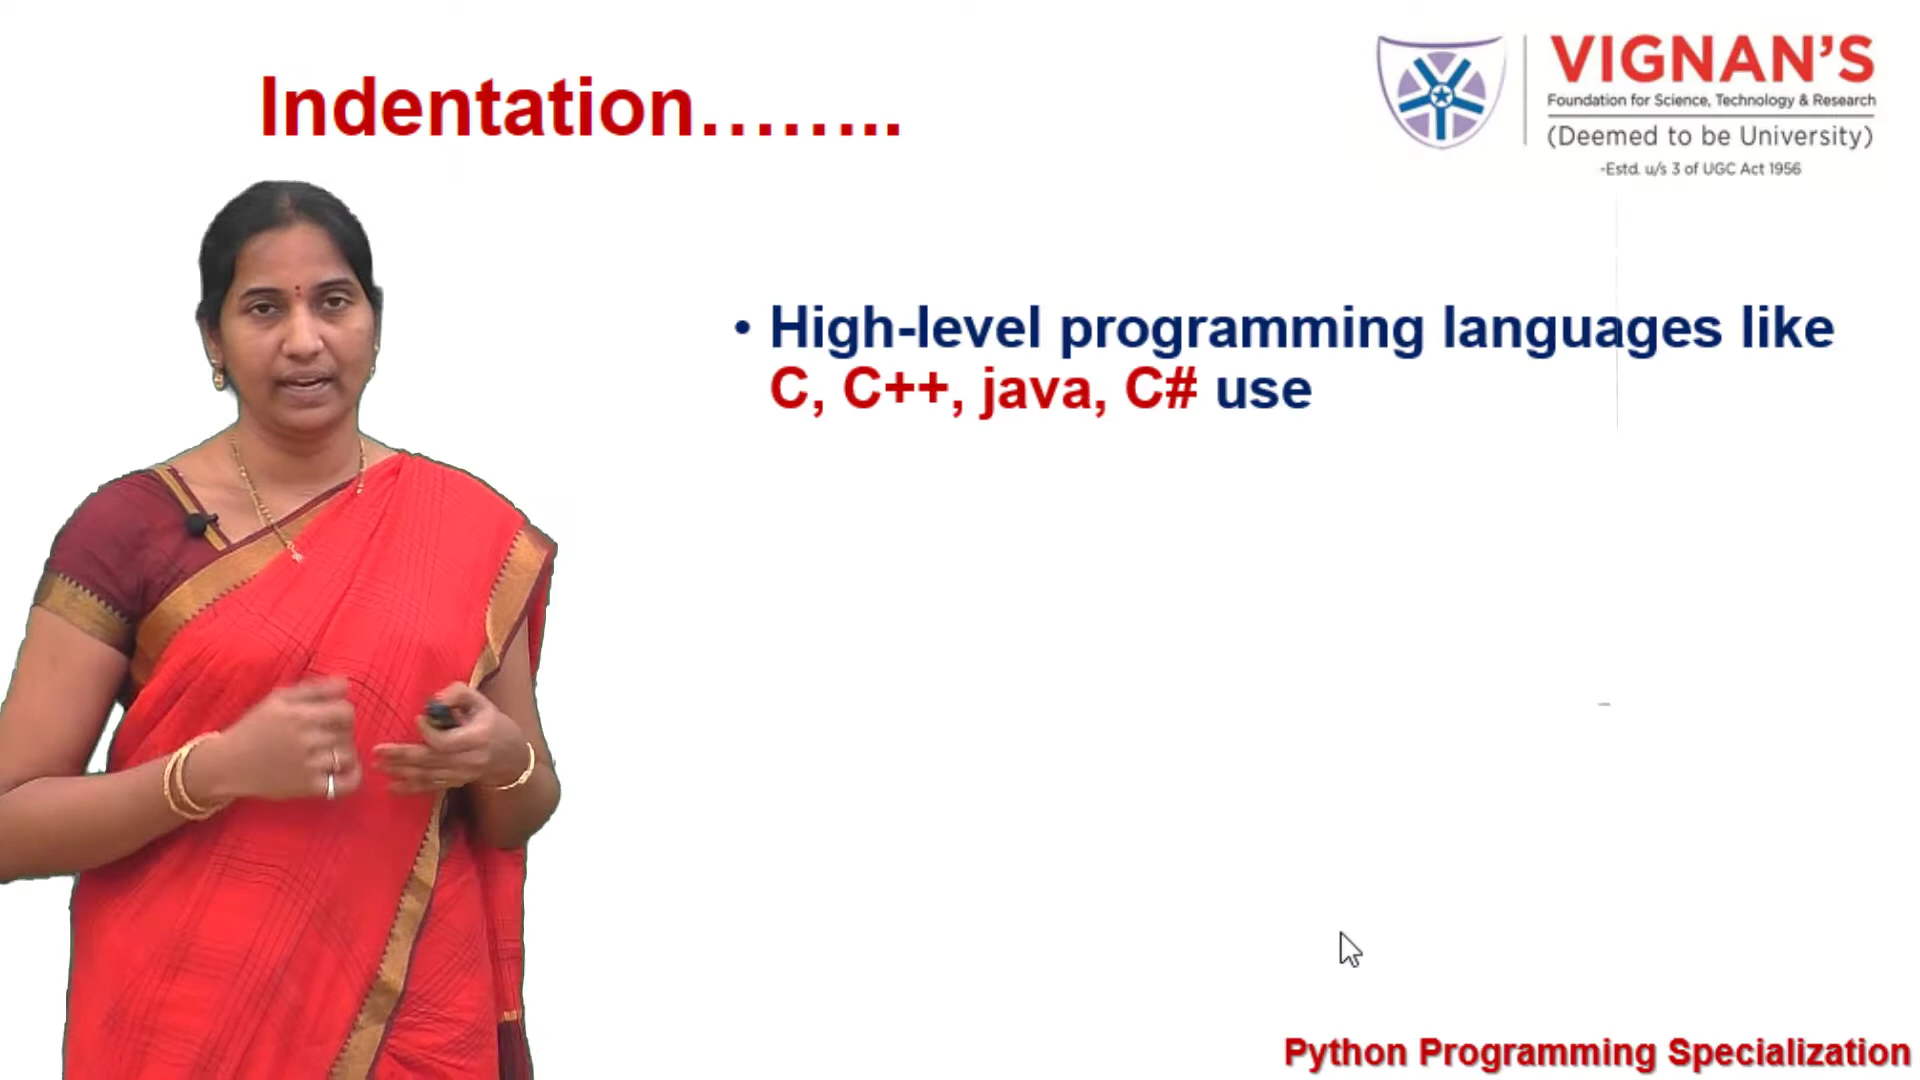 Indentation……..
VIGNAN'S
Foundation for Science, Technology & Research
(Deemed to be University)
-Estd. u/s 3 of UGC Act 1956
• High-level programming languages like
C, C++, java, C# use
Python Programming Specialization